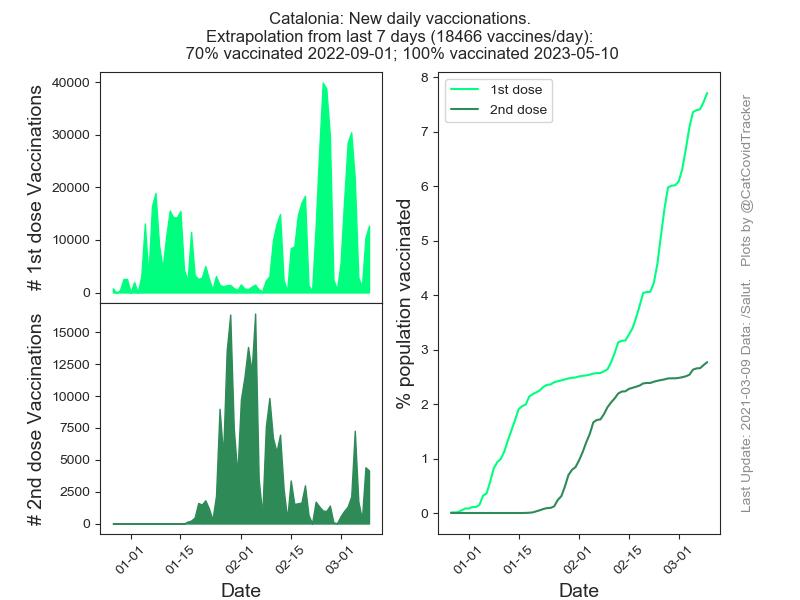 Catalonia: New daily vaccionations.
Extrapolation from last 7 days (18466 vaccines/day):
70% vaccinated 2022-09-01; 100% vaccinated 2023-05-10
# 1st dose Vaccinations
40000
30000
20000
10000
0
# 2nd dose Vaccinations
15000
12500
10000
7500
5000
2500
0
01-01
01-15
02-01
02-15
03-01
Date
% population vaccinated
8
7
6
5
4
3
2
1
0
1st dose
2nd dose
01-01
01-15
02-01
02-15
03-01
Date
Last Update: 2021-03-09 Data: /Salut. Plots by @CatCovidTracker